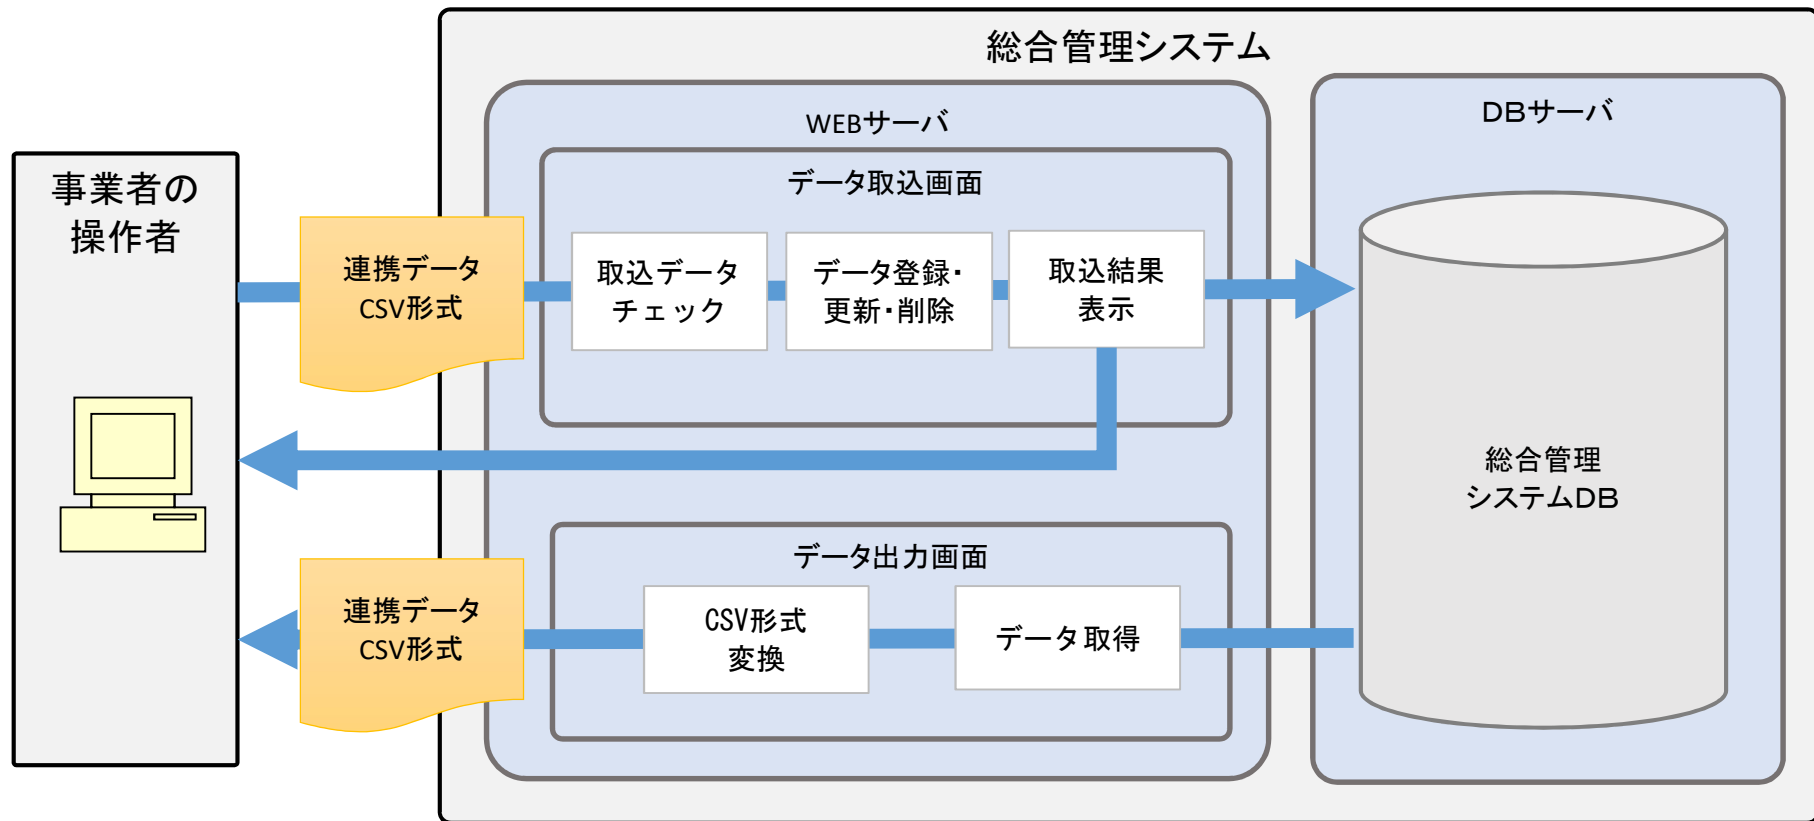 総合管理システム
WEBサーバ
DBサーバ
事業者の
操作者
データ取込画面
連携データ
CSV形式
取込データ
チェック
データ登録・
更新・削除
取込結果
表示
総合管理
システムDB
データ出力画面
連携データ
CSV形式
CSV形式
変換
データ取得